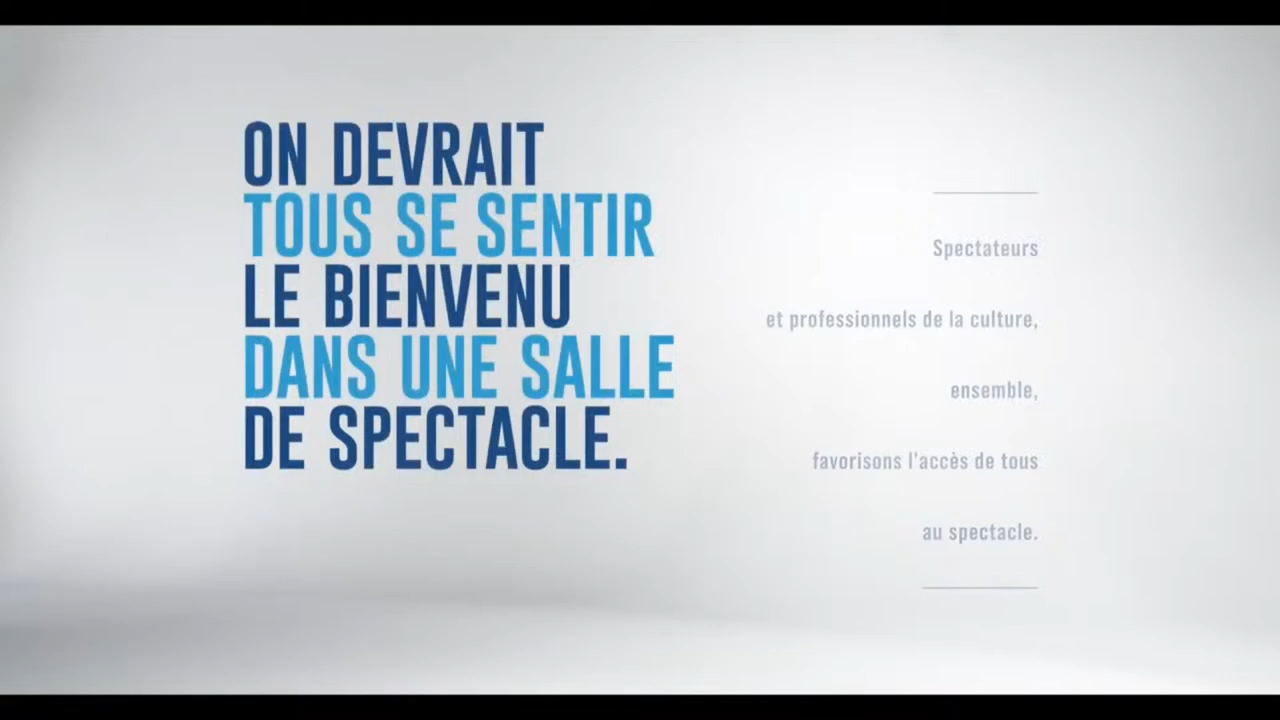 ON DEVRAIT
TOUS SE SENTIR
LE BIENVENU
DANS UNE SALLE
DE SPECTACLE.
Spectateurs
et professionnels de la culture,
ensemble,
favorisons l'accès de tous
au spectacle.